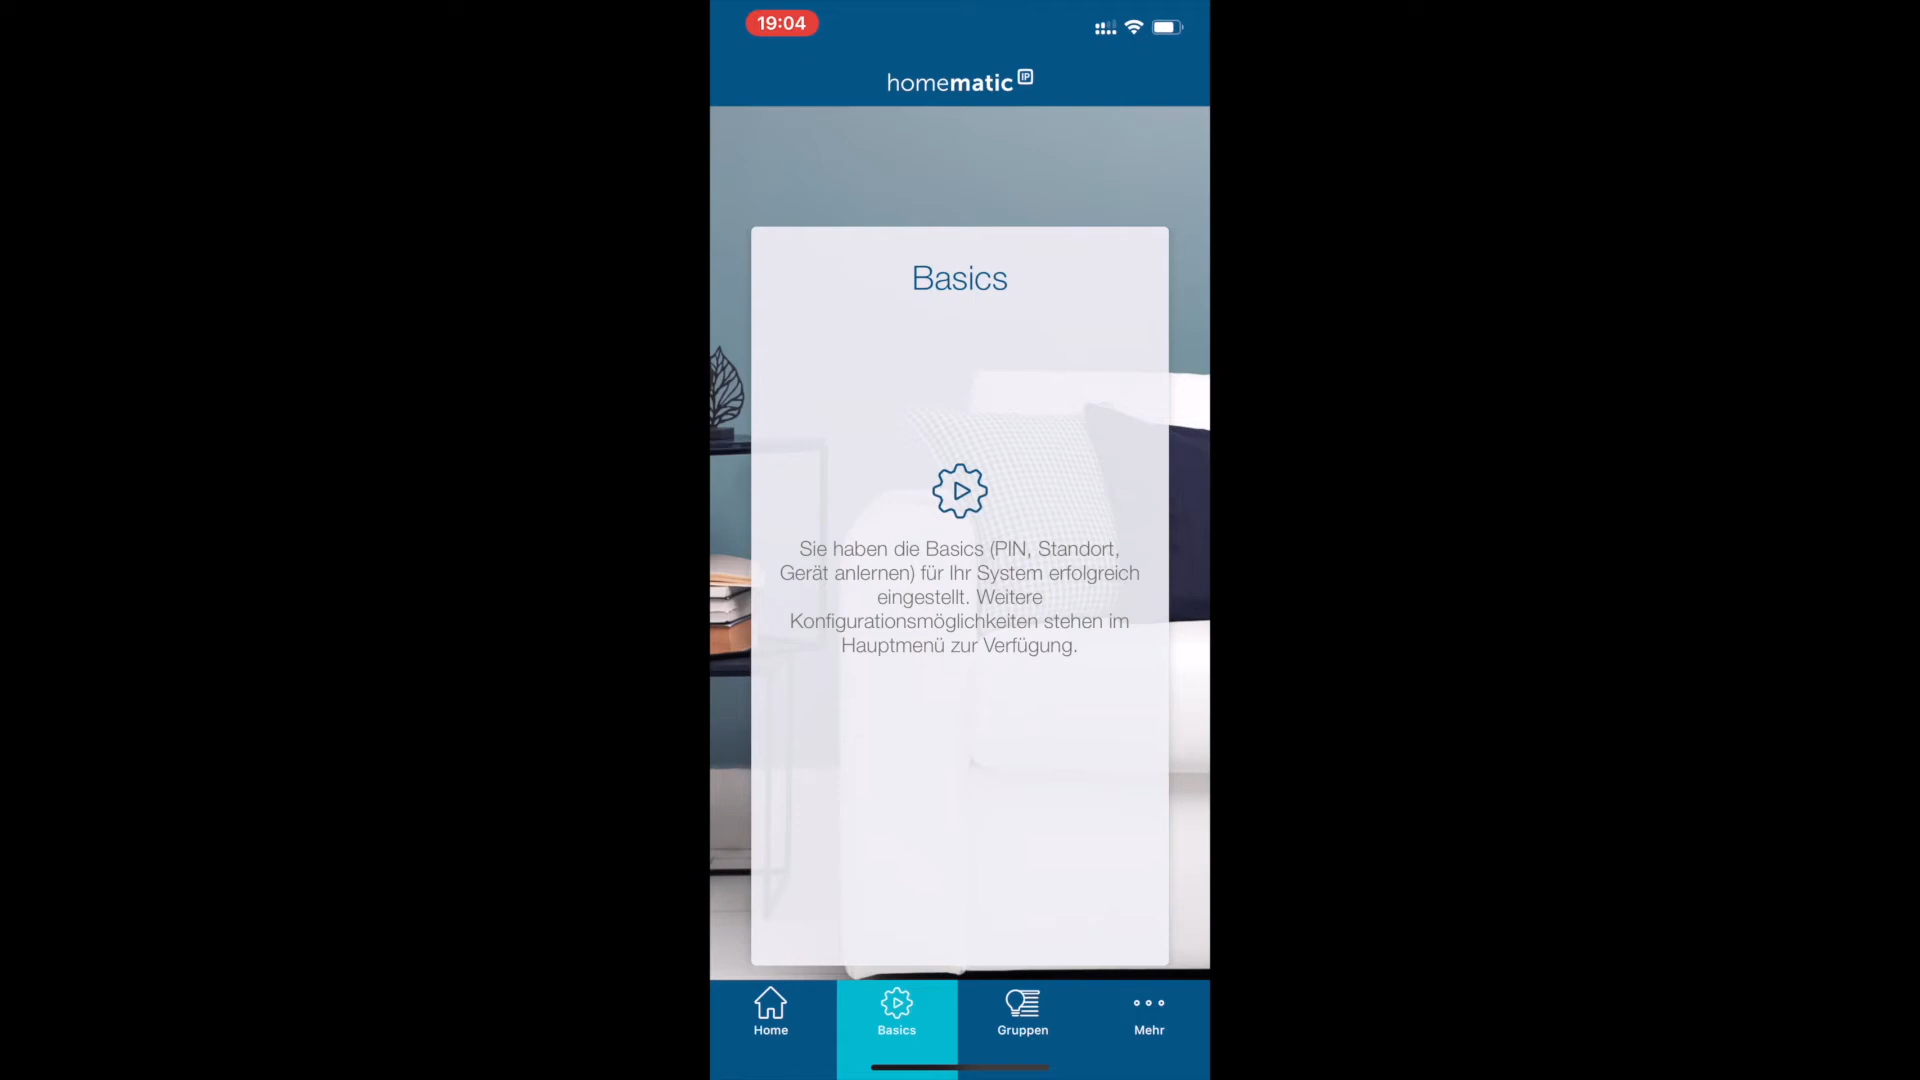 19:04
homematic IP
Basics
Sie haben die Basics (PIN, Standort,
Gerät anlernen) für Ihr System erfolgreich
eingestellt. Weitere
Konfigurationsmöglichkeiten stehen im
Hauptmenü zur Verfügung.
Home
Basics
Gruppen
Mehr